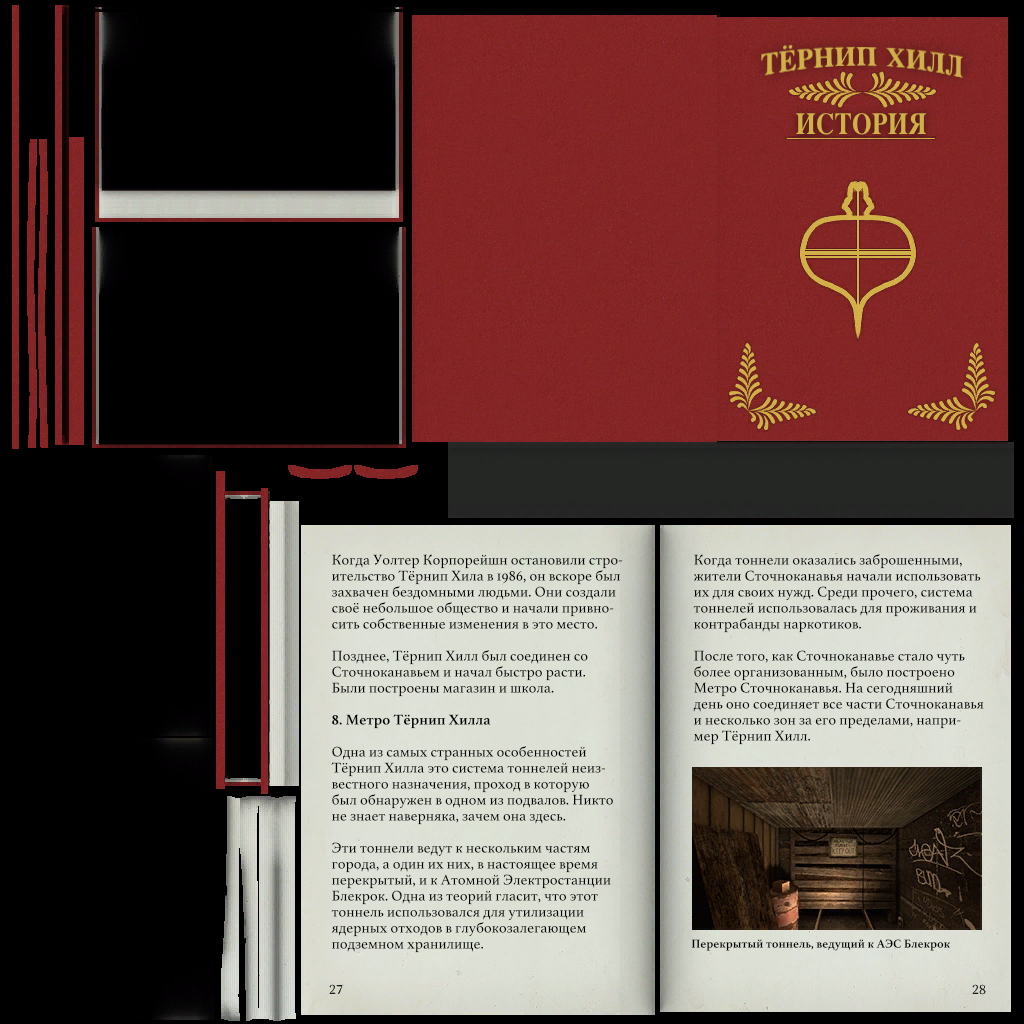 ТЁРНИП ХИЛЛ
ИСТОРИЯ
Когда Уолтер Корпорейшн остановили стро-
ительство Тёрнип Хила в 1986, он вскоре был
захвачен бездомными людьми. Они создали
своё небольшое общество и начали привно-
сить собственные изменения в это место.
Позднее, Тёрнип Хилл был соединен со
Сточноканавьем и начал быстро расти.
Были построены магазин и школа.
8. Метро Тёрнип Хилла
Одна из самых странных особенностей
Тёрнип Хилла это система тоннелей неиз-
вестного назначения, проход в которую
был обнаружен в одном из подвалов. Никто
не знает наверняка, зачем она здесь.
Эти тоннели ведут к нескольким частям
города, а один их них, в настоящее время
перекрытый, и к Атомной Электростанции
Блекрок. Одна из теорий гласит, что этот
тоннель использовался для утилизации
ядерных отходов в глубокозалегающем
подземном хранилище.
27
Когда тоннели оказались заброшенными,
жители Сточноканавья начали использовать
их для своих нужд. Среди прочего, система
тоннелей использовалась для проживания и
контрабанды наркотиков.
После того, как Сточноканавье стало чуть
более организованным, было построено
Метро Сточноканавья. На сегодняшний
день оно соединяет все части Сточноканавья
и несколько зон за его пределами, напри-
мер Тёрнип Хилл.
Перекрытый тоннель, ведущий к АЭС Блекрок
28